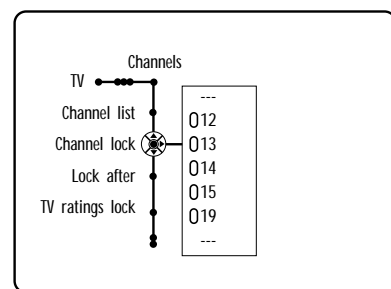 Channels
TV
Channel list
Channel lock
Lock after
TV ratings lock
---
012
013
014
015
019
---